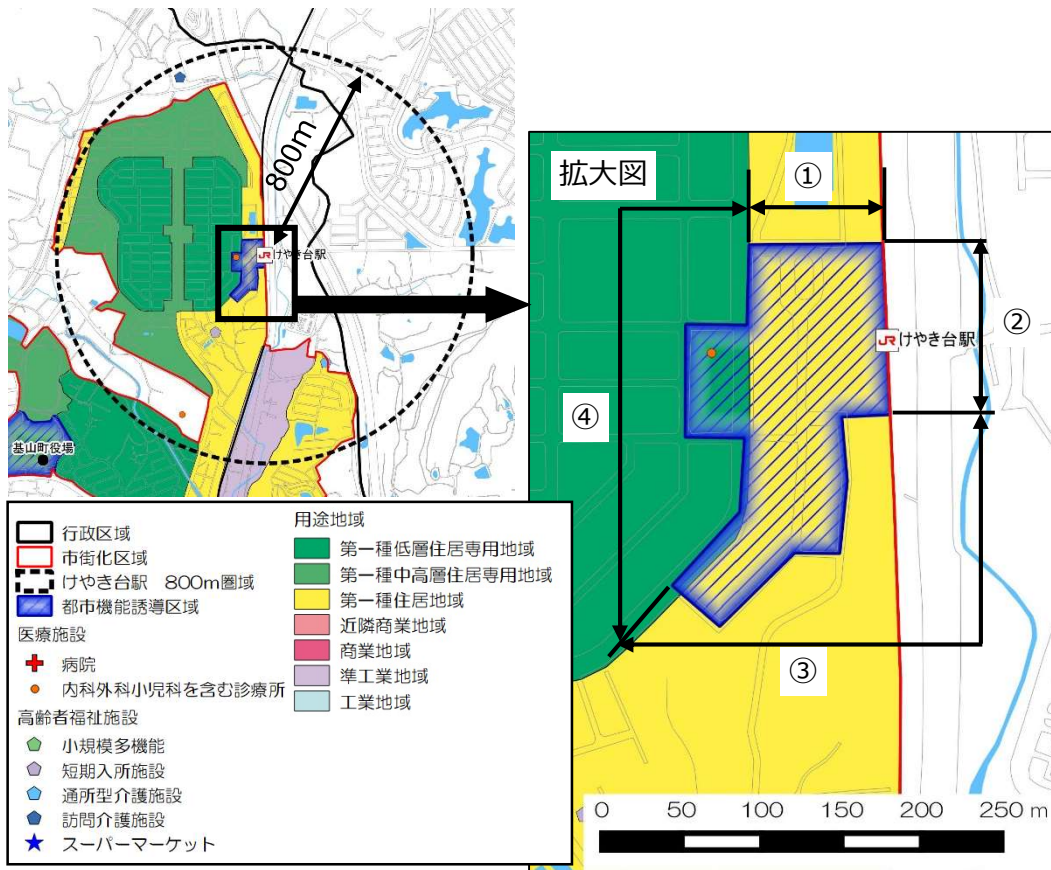 800m
JRけやき台駅
基山町役場
拡大図
①
②
JRけやき台駅
④
③
0 50 100 150 200 250 m
行政区域
市街化区域
けやき台駅 800m圏域
都市機能誘導区域
医療施設
病院
内科外科小児科を含む診療所
高齢者福祉施設
小規模多機能
短期入所施設
通所型介護施設
訪問介護施設
スーパーマーケット
用途地域
第一種低層住居専用地域
第一種中高層住居専用地域
第一種住居地域
近隣商業地域
商業地域
準工業地域
工業地域